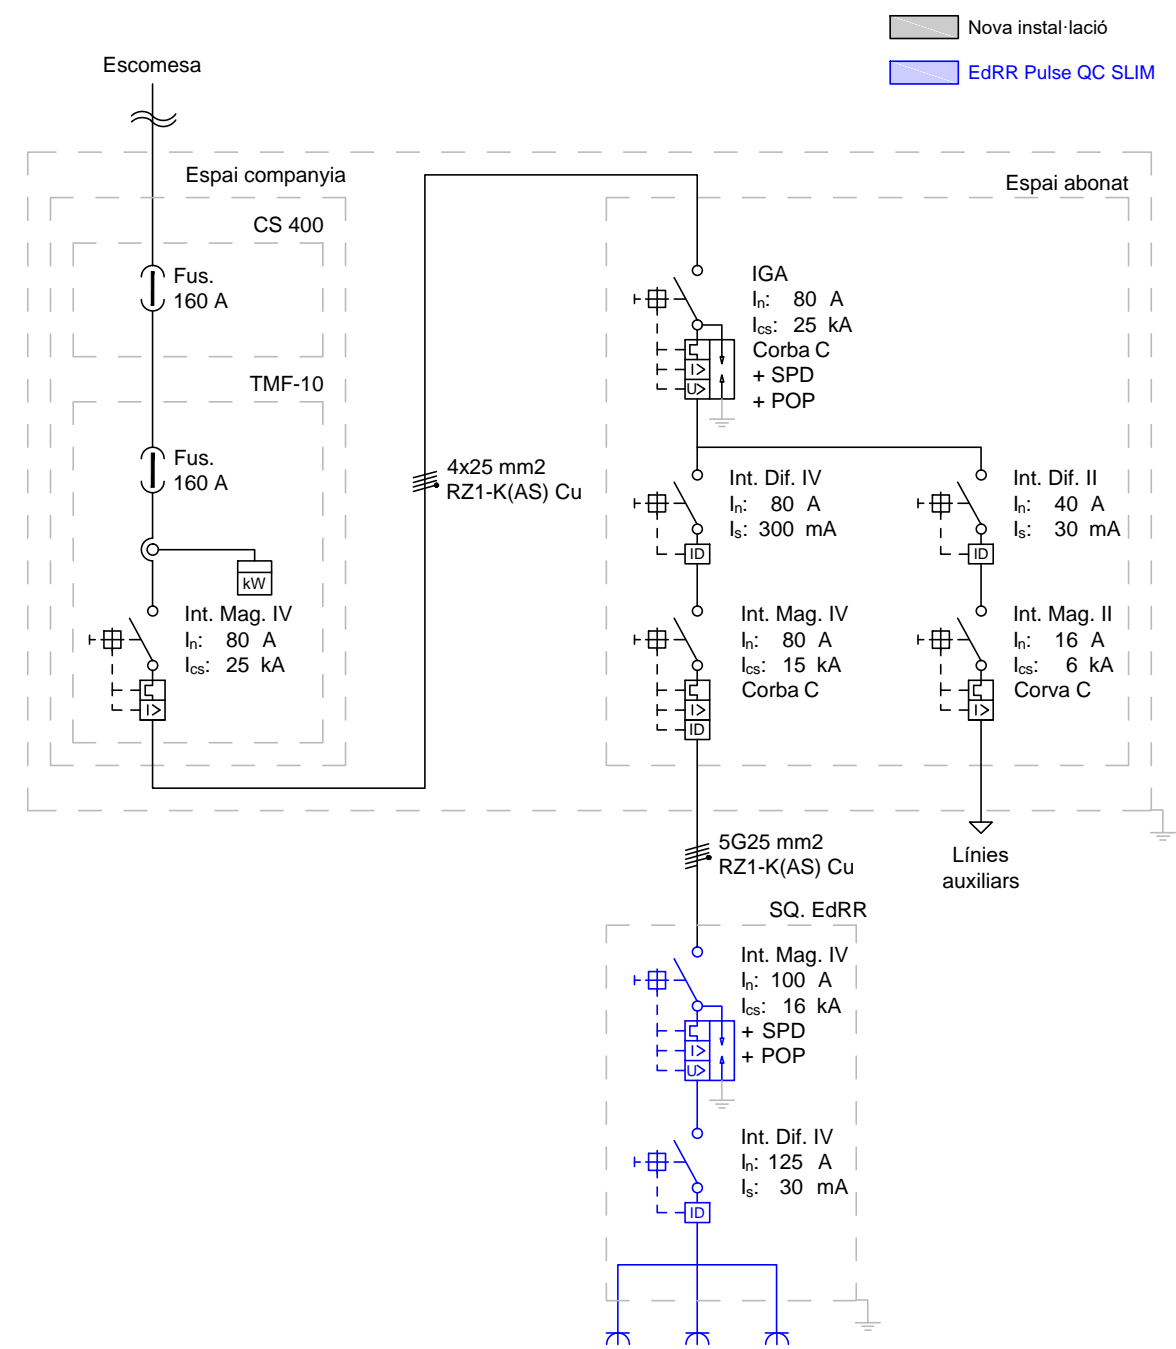 Nova instal·lació
EdRR Pulse QC SLIM
Escomesa
Espai companyia
Espai abonat
CS 400
Fus.
160 A
TMF-10
Fus.
160 A
kW
Int. Mag. IV
In: 80 A
Ics: 25 kA
I>
4x25 mm2
RZ1-K(AS) Cu
IGA
In: 80 A
Ics: 25 kA
Corba C
+ SPD
+ POP
I>
U>
Int. Dif. IV
In: 80 A
Is: 300 mA
ID
Int. Mag. IV
In: 80 A
Ics: 15 kA
Corba C
I>
ID
Int. Dif. II
In: 40 A
Is: 30 mA
ID
Int. Mag. II
In: 16 A
Ics: 6 kA
Corva C
I>
Línies
auxiliars
5G25 mm2
RZ1-K(AS) Cu
SQ. EdRR
Int. Mag. IV
In: 100 A
Ics: 16 kA
+ SPD
+ POP
I>
U>
Int. Dif. IV
In: 125 A
Is: 30 mA
ID